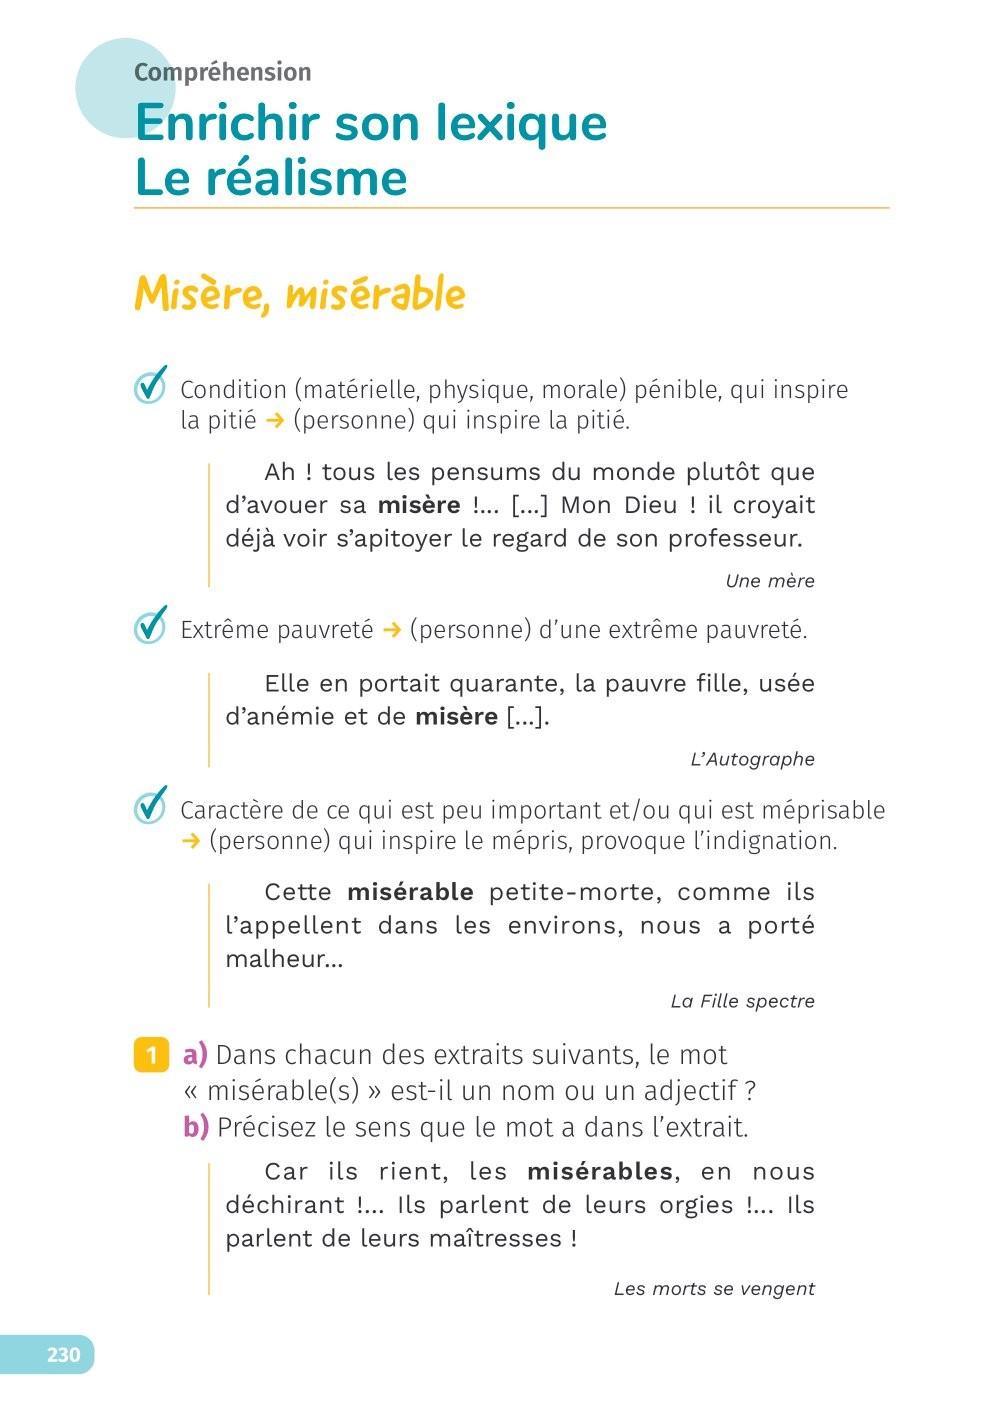 Compréhension
Enrichir son lexique
Le réalisme
Misère, misérable
Condition (matérielle, physique, morale) pénible, qui inspire
la pitié → (personne) qui inspire la pitié.
Ah ! tous les pensums du monde plutôt que
d’avouer sa misère !... [...] Mon Dieu ! il croyait
déjà voir s’apitoyer le regard de son professeur.
Une mère
Extrême pauvreté → (personne) d’une extrême pauvreté.
Elle en portait quarante, la pauvre fille, usée
d’anémie et de misère [...].
L’Autographe
Caractère de ce qui est peu important et/ou qui est méprisable
→ (personne) qui inspire le mépris, provoque l’indignation.
Cette misérable petite-morte, comme ils
l’appellent dans les environs, nous a porté
malheur...
La Fille spectre
1 a) Dans chacun des extraits suivants, le mot
« misérable(s) » est-il un nom ou un adjectif ?
b) Précisez le sens que le mot a dans l’extrait.
Car ils rient, les misérables, en nous
déchirant !... Ils parlent de leurs orgies !... Ils
parlent de leurs maîtresses !
Les morts se vengent
230